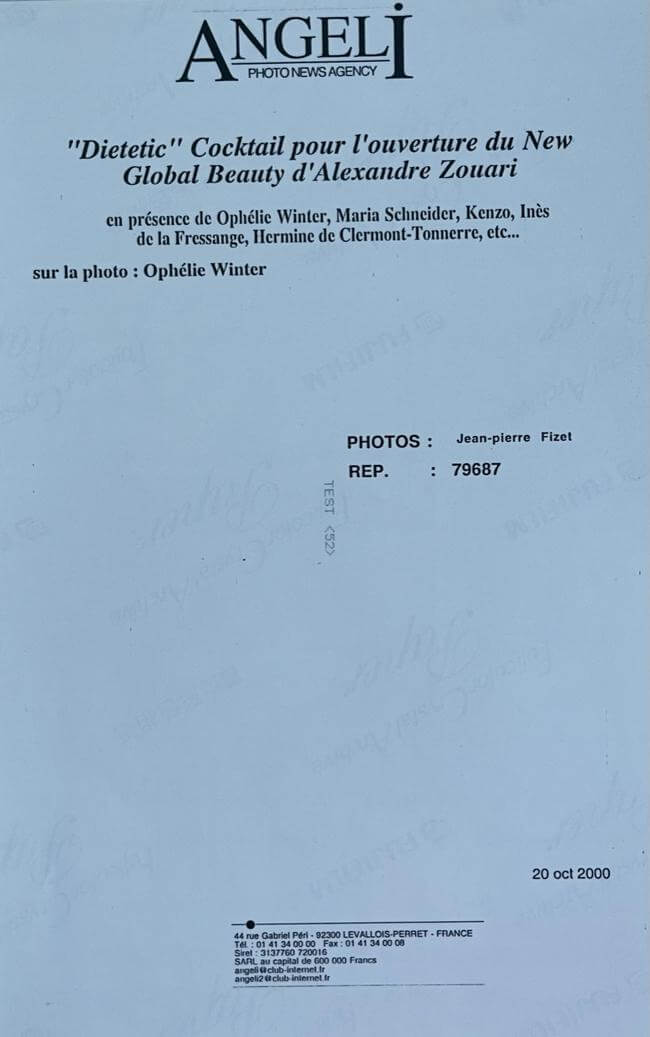 ANGELI
PHOTO NEWS AGENCY
"Dietetic" Cocktail pour l'ouverture du New
Global Beauty d'Alexandre Zouari
en présence de Ophélie Winter, Maria Schneider, Kenzo, Inès
de la Fressange, Hermine de Clermont-Tonnerre, etc...
sur la photo : Ophélie Winter
FUJIFILM
PHOTOS : Jean-pierre Fizet
REP. : 79687
TEST <52>
FUJIFILM
20 oct 2000
FUJIFILM
44 rue Gabriel Péri - 92300 LEVALLOIS-PERRET - FRANCE
Tél. : 01 41 34 00 00 Fax : 01 41 34 00 08
Siret : 3137760 720016
SARL au capital de 600 000 Francs
angeli@club-internet.fr
angeli2@club-internet.fr